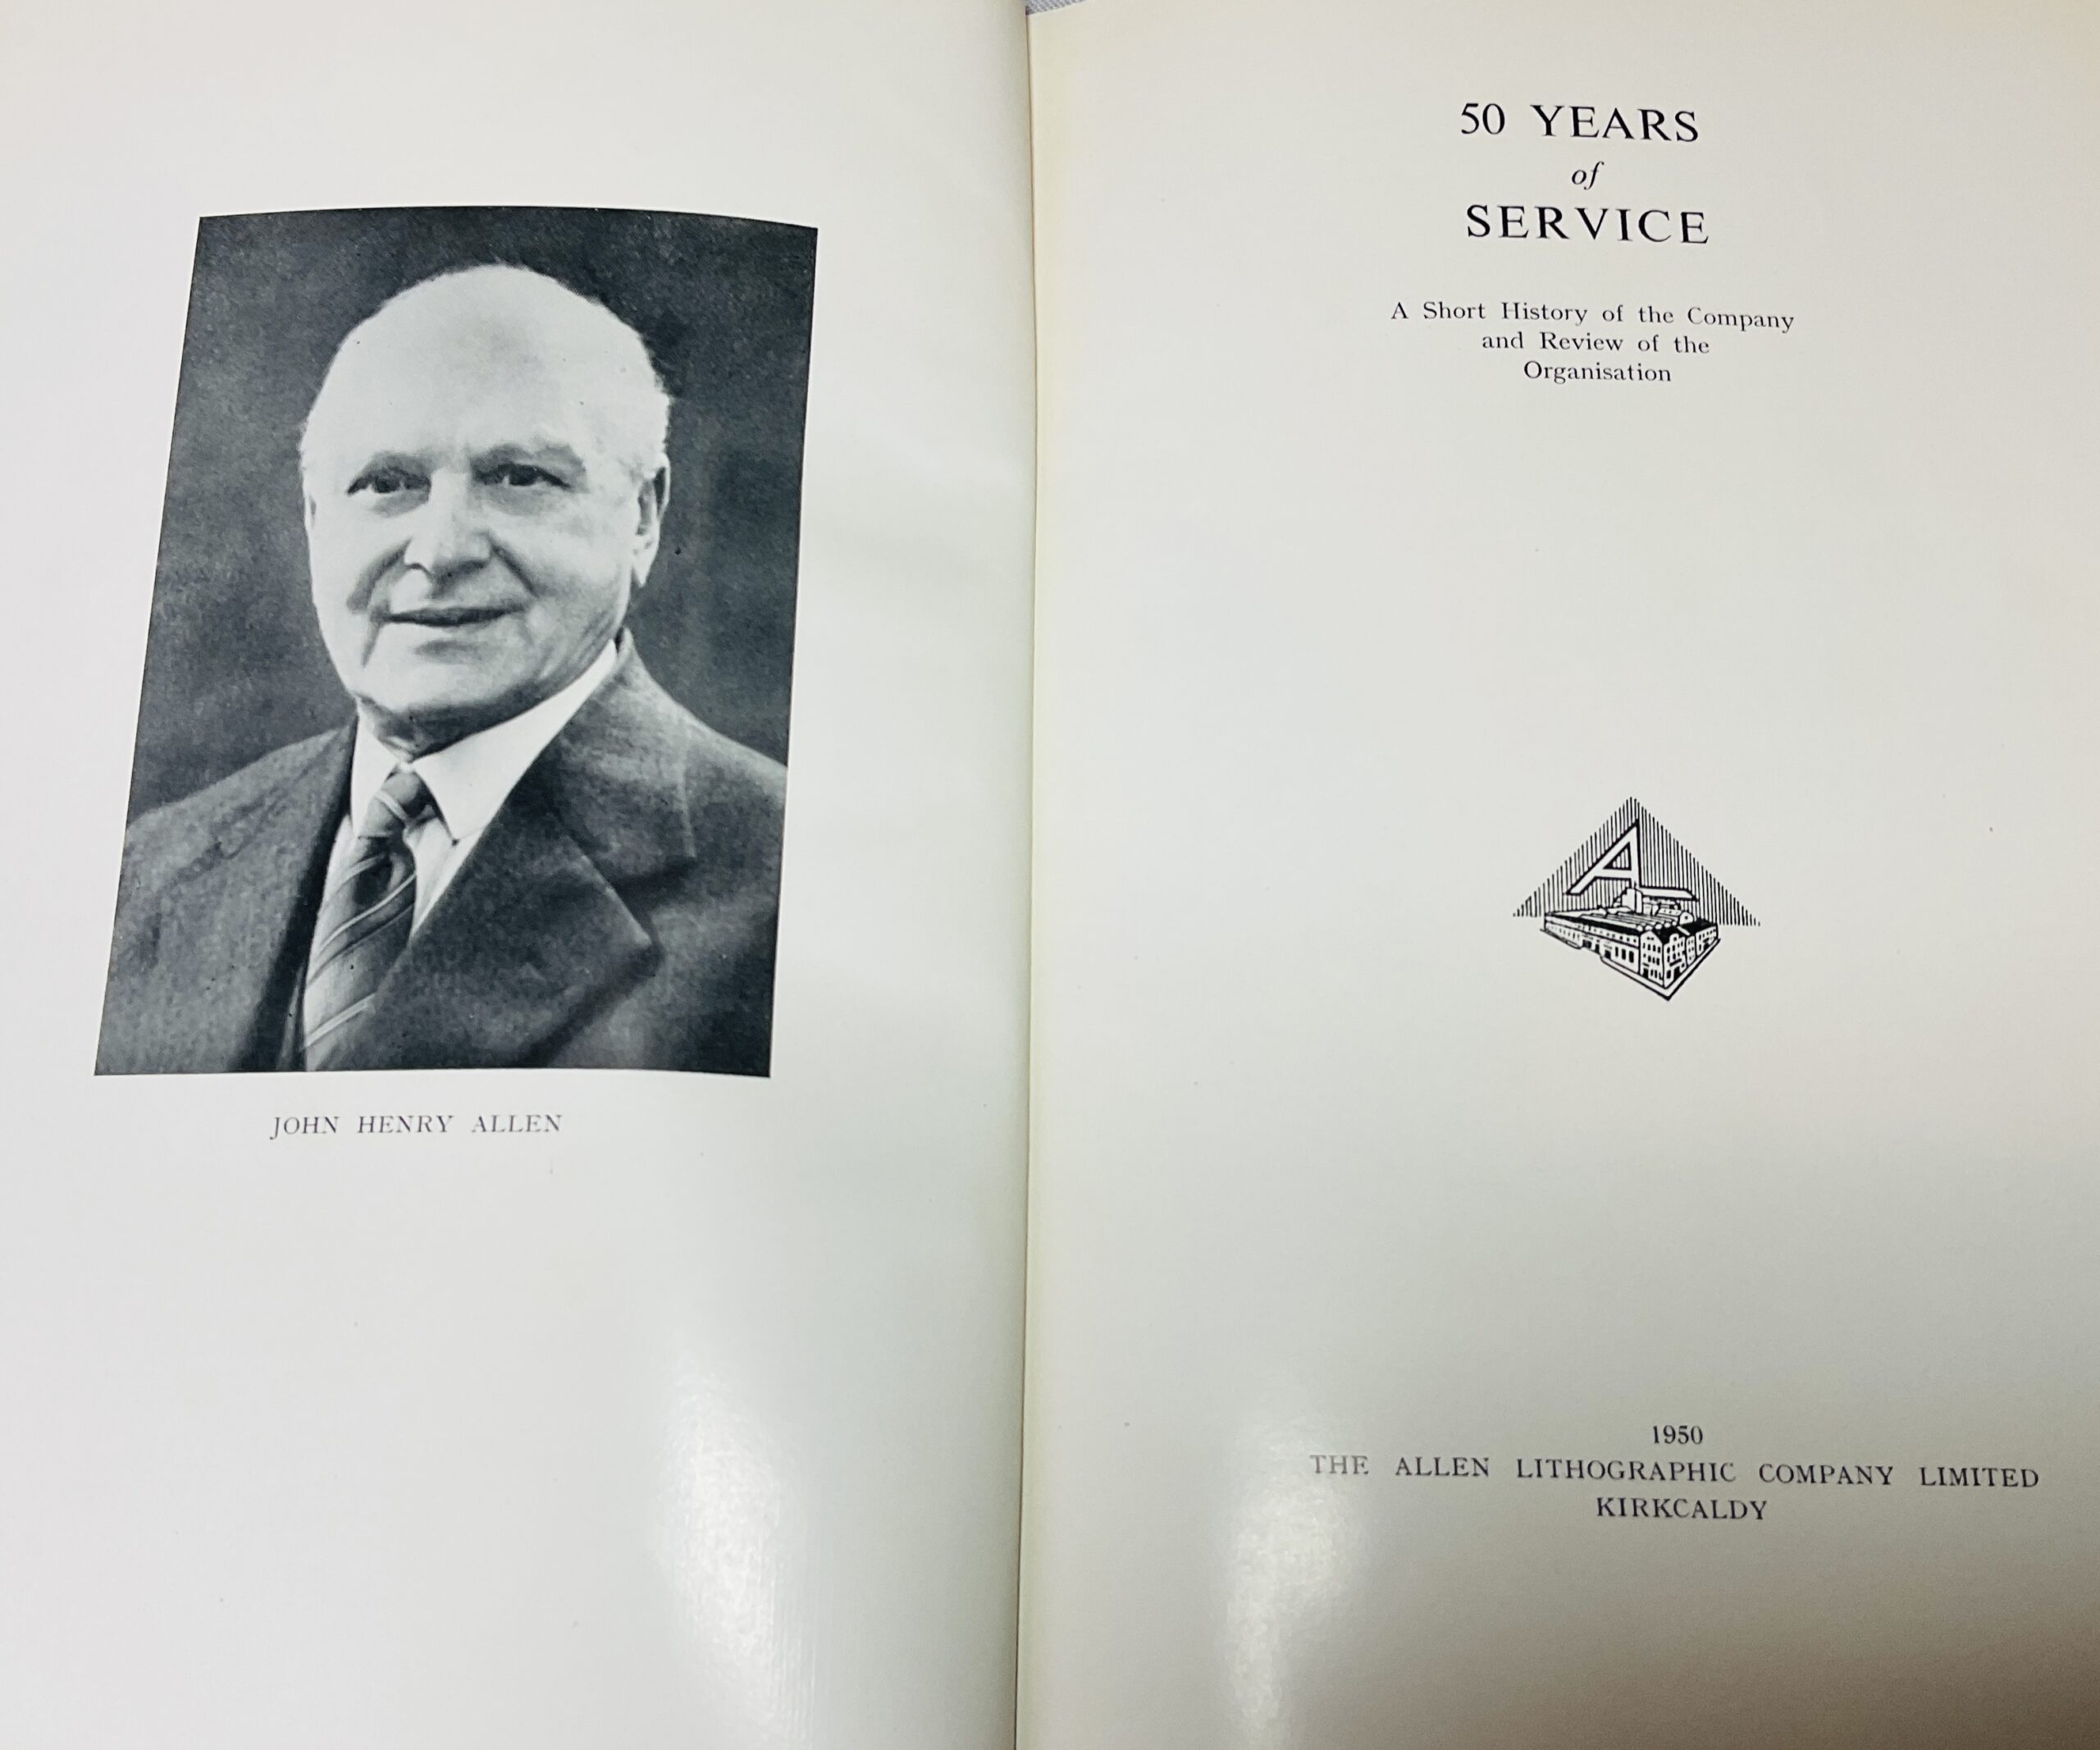 JOHN HENRY ALLEN
50 YEARS
of
SERVICE
A Short History of the Company
and Review of the
Organisation
A
1950
THE ALLEN LITHOGRAPHIC COMPANY LIMITED
KIRKCALDY